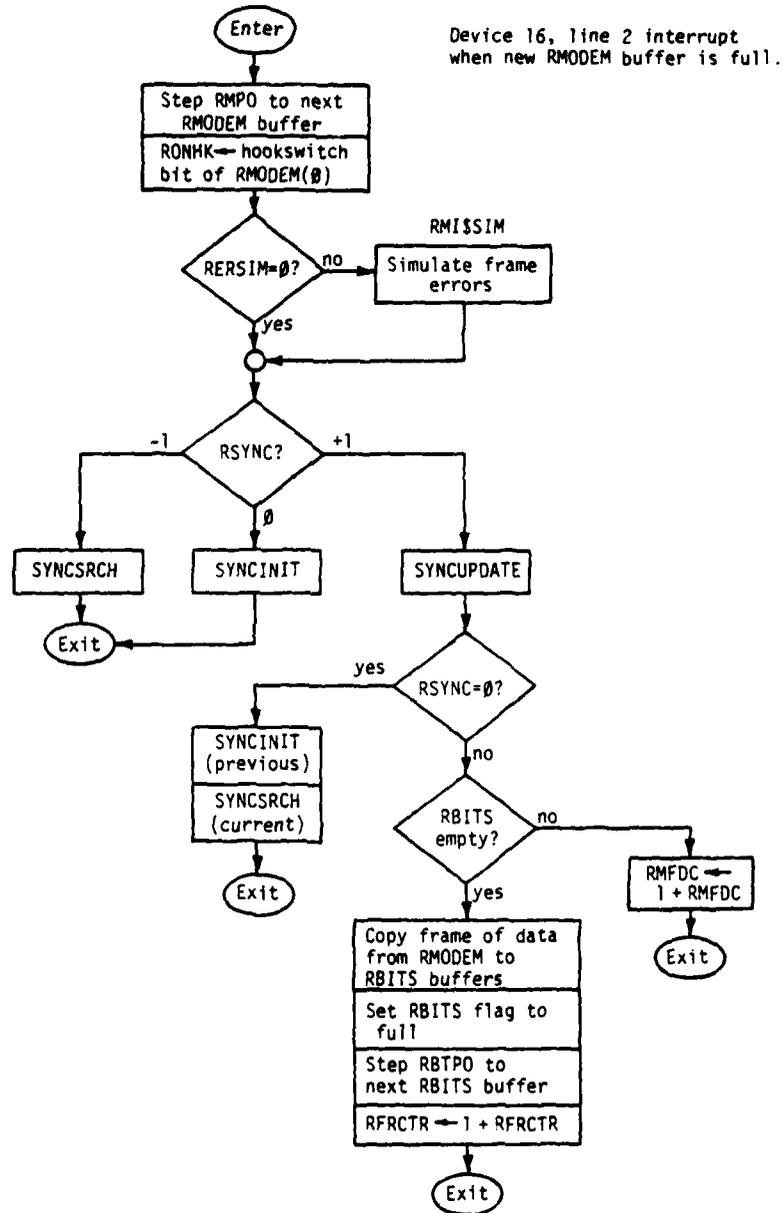 Enter
Device 16, line 2 interrupt
when new RMODEM buffer is full.
Step RMPO to next
RMODEM buffer
RONHK← hookswitch
bit of RMODEM(Ø)
RMI$SIM
RERSIM=Ø?
no
Simulate frame
errors
yes
RSYNC?
-1
+1
Ø
SYNCSRCH
SYNCINIT
SYNCUPDATE
Exit
RSYNC=Ø?
yes
SYNCINIT
(previous)
SYNCSRCH
(current)
Exit
no
RBITS
empty?
no
RMFDC ←
1 + RMFDC
Exit
yes
Copy frame of data
from RMODEM to
RBITS buffers
Set RBITS flag to
full
Step RBTPO to
next RBITS buffer
RFRCTR ← 1 + RFRCTR
Exit